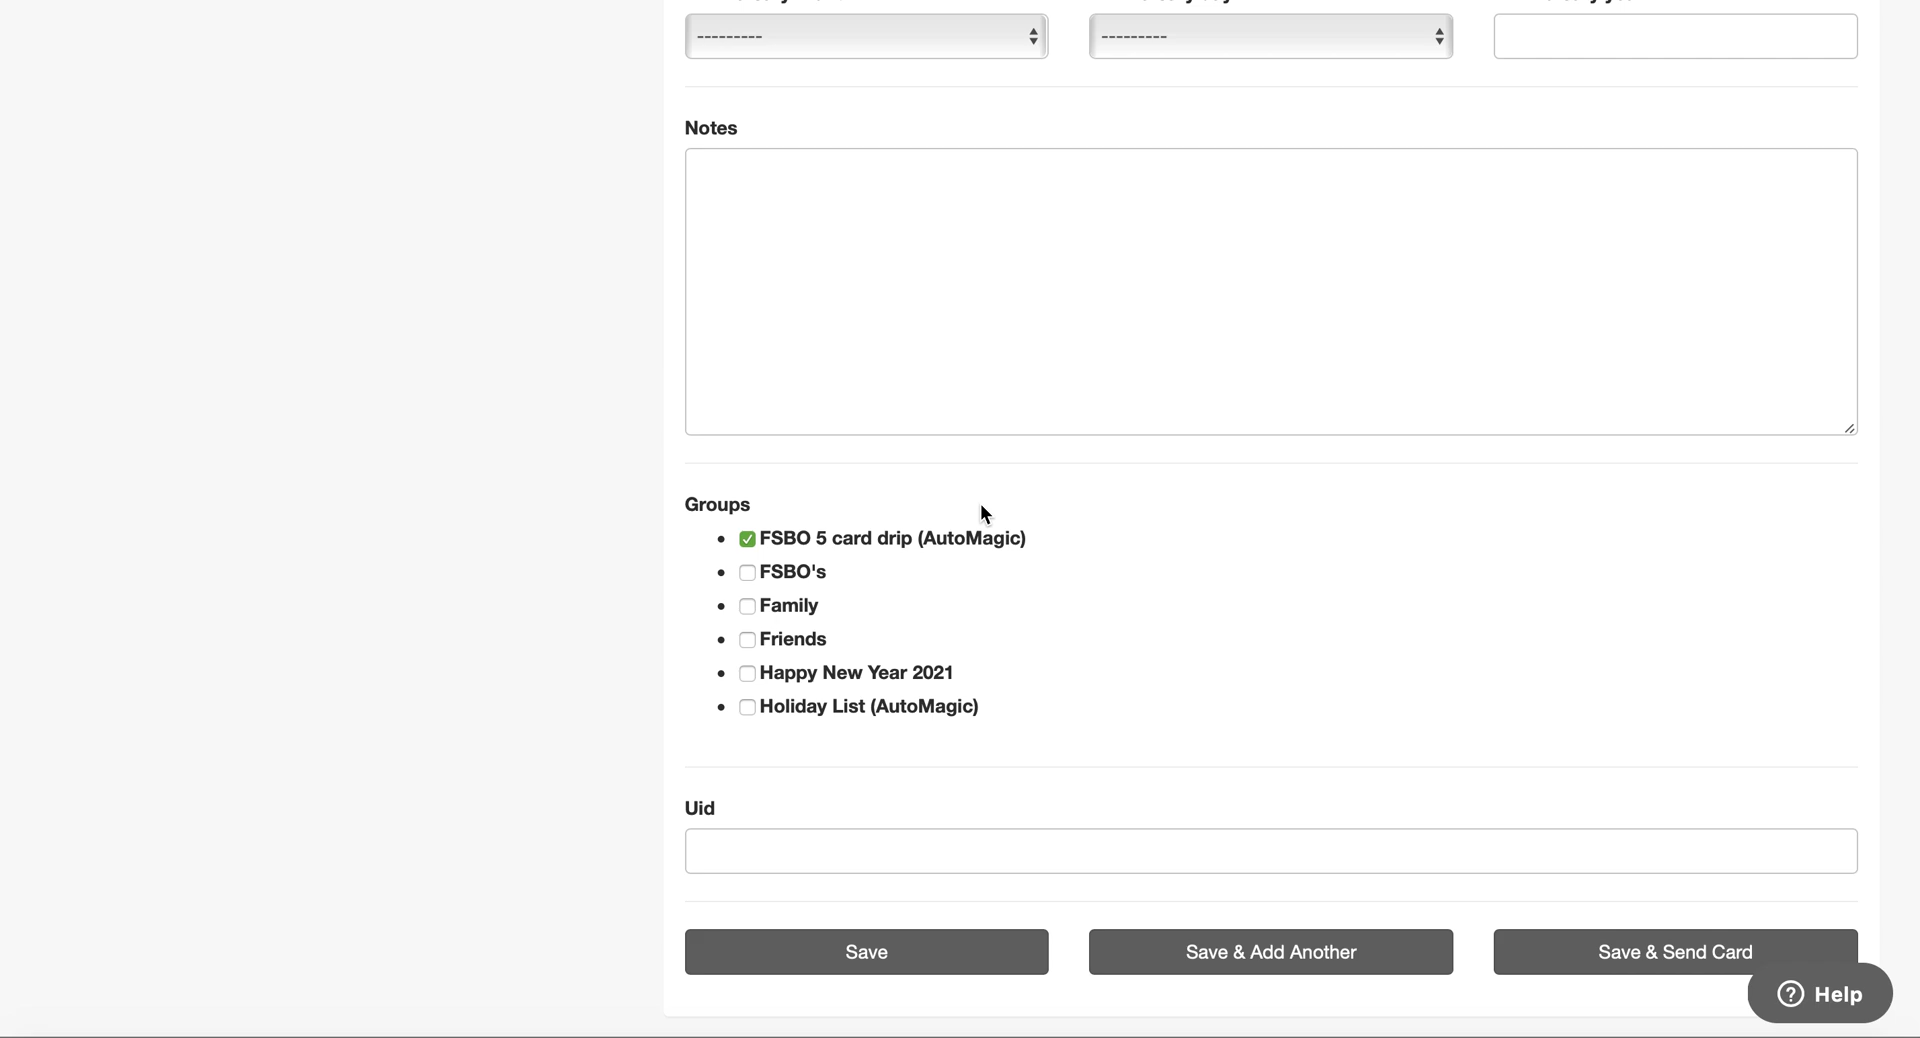 ---------
---------
Notes
Groups
FSBO 5 card drip (AutoMagic)
FSBO's
Family
Friends
Happy New Year 2021
Holiday List (AutoMagic)
Uid
Save
Save & Add Another
Save & Send Card
Help